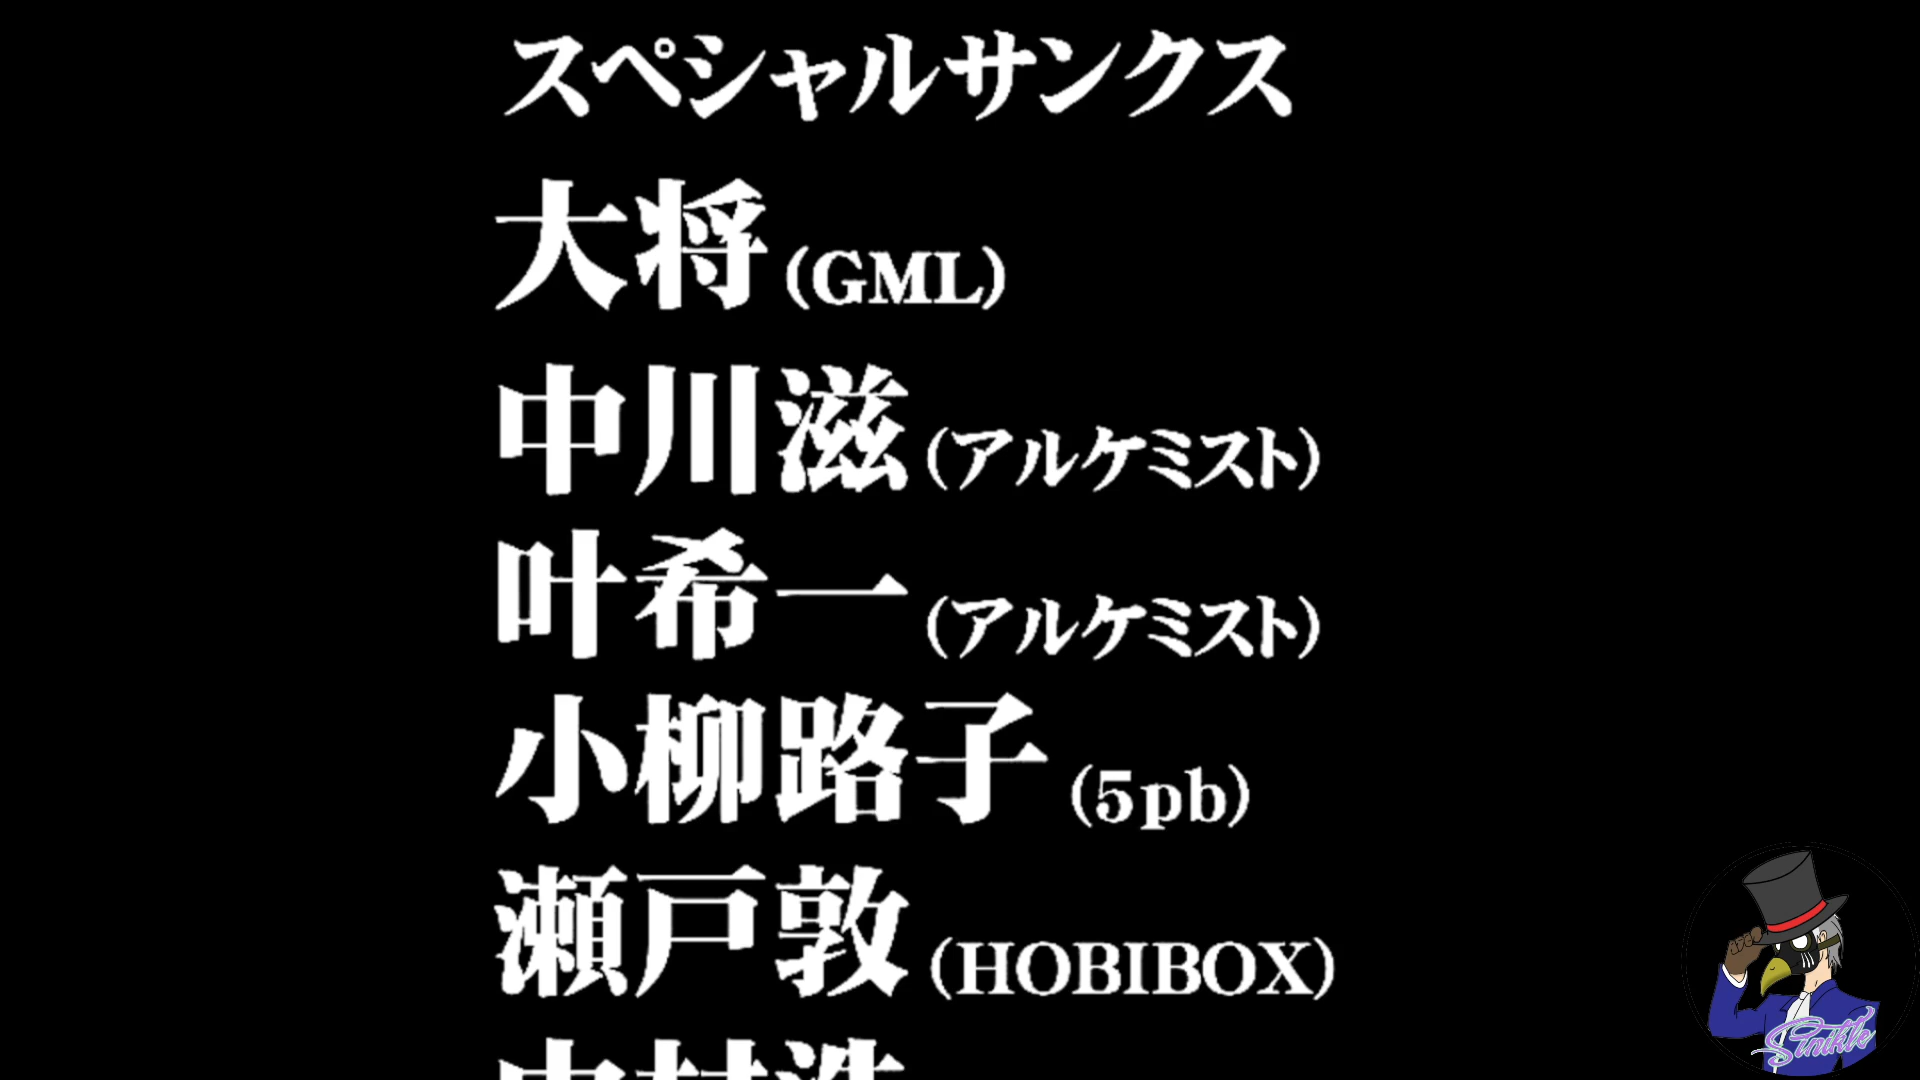 スペシャルサンクス
大将(GML)
中川滋(アルケミスト)
叶希一(アルケミスト)
小柳路子(5pb)
瀬戸敦(HOBIBOX)
Sinikle